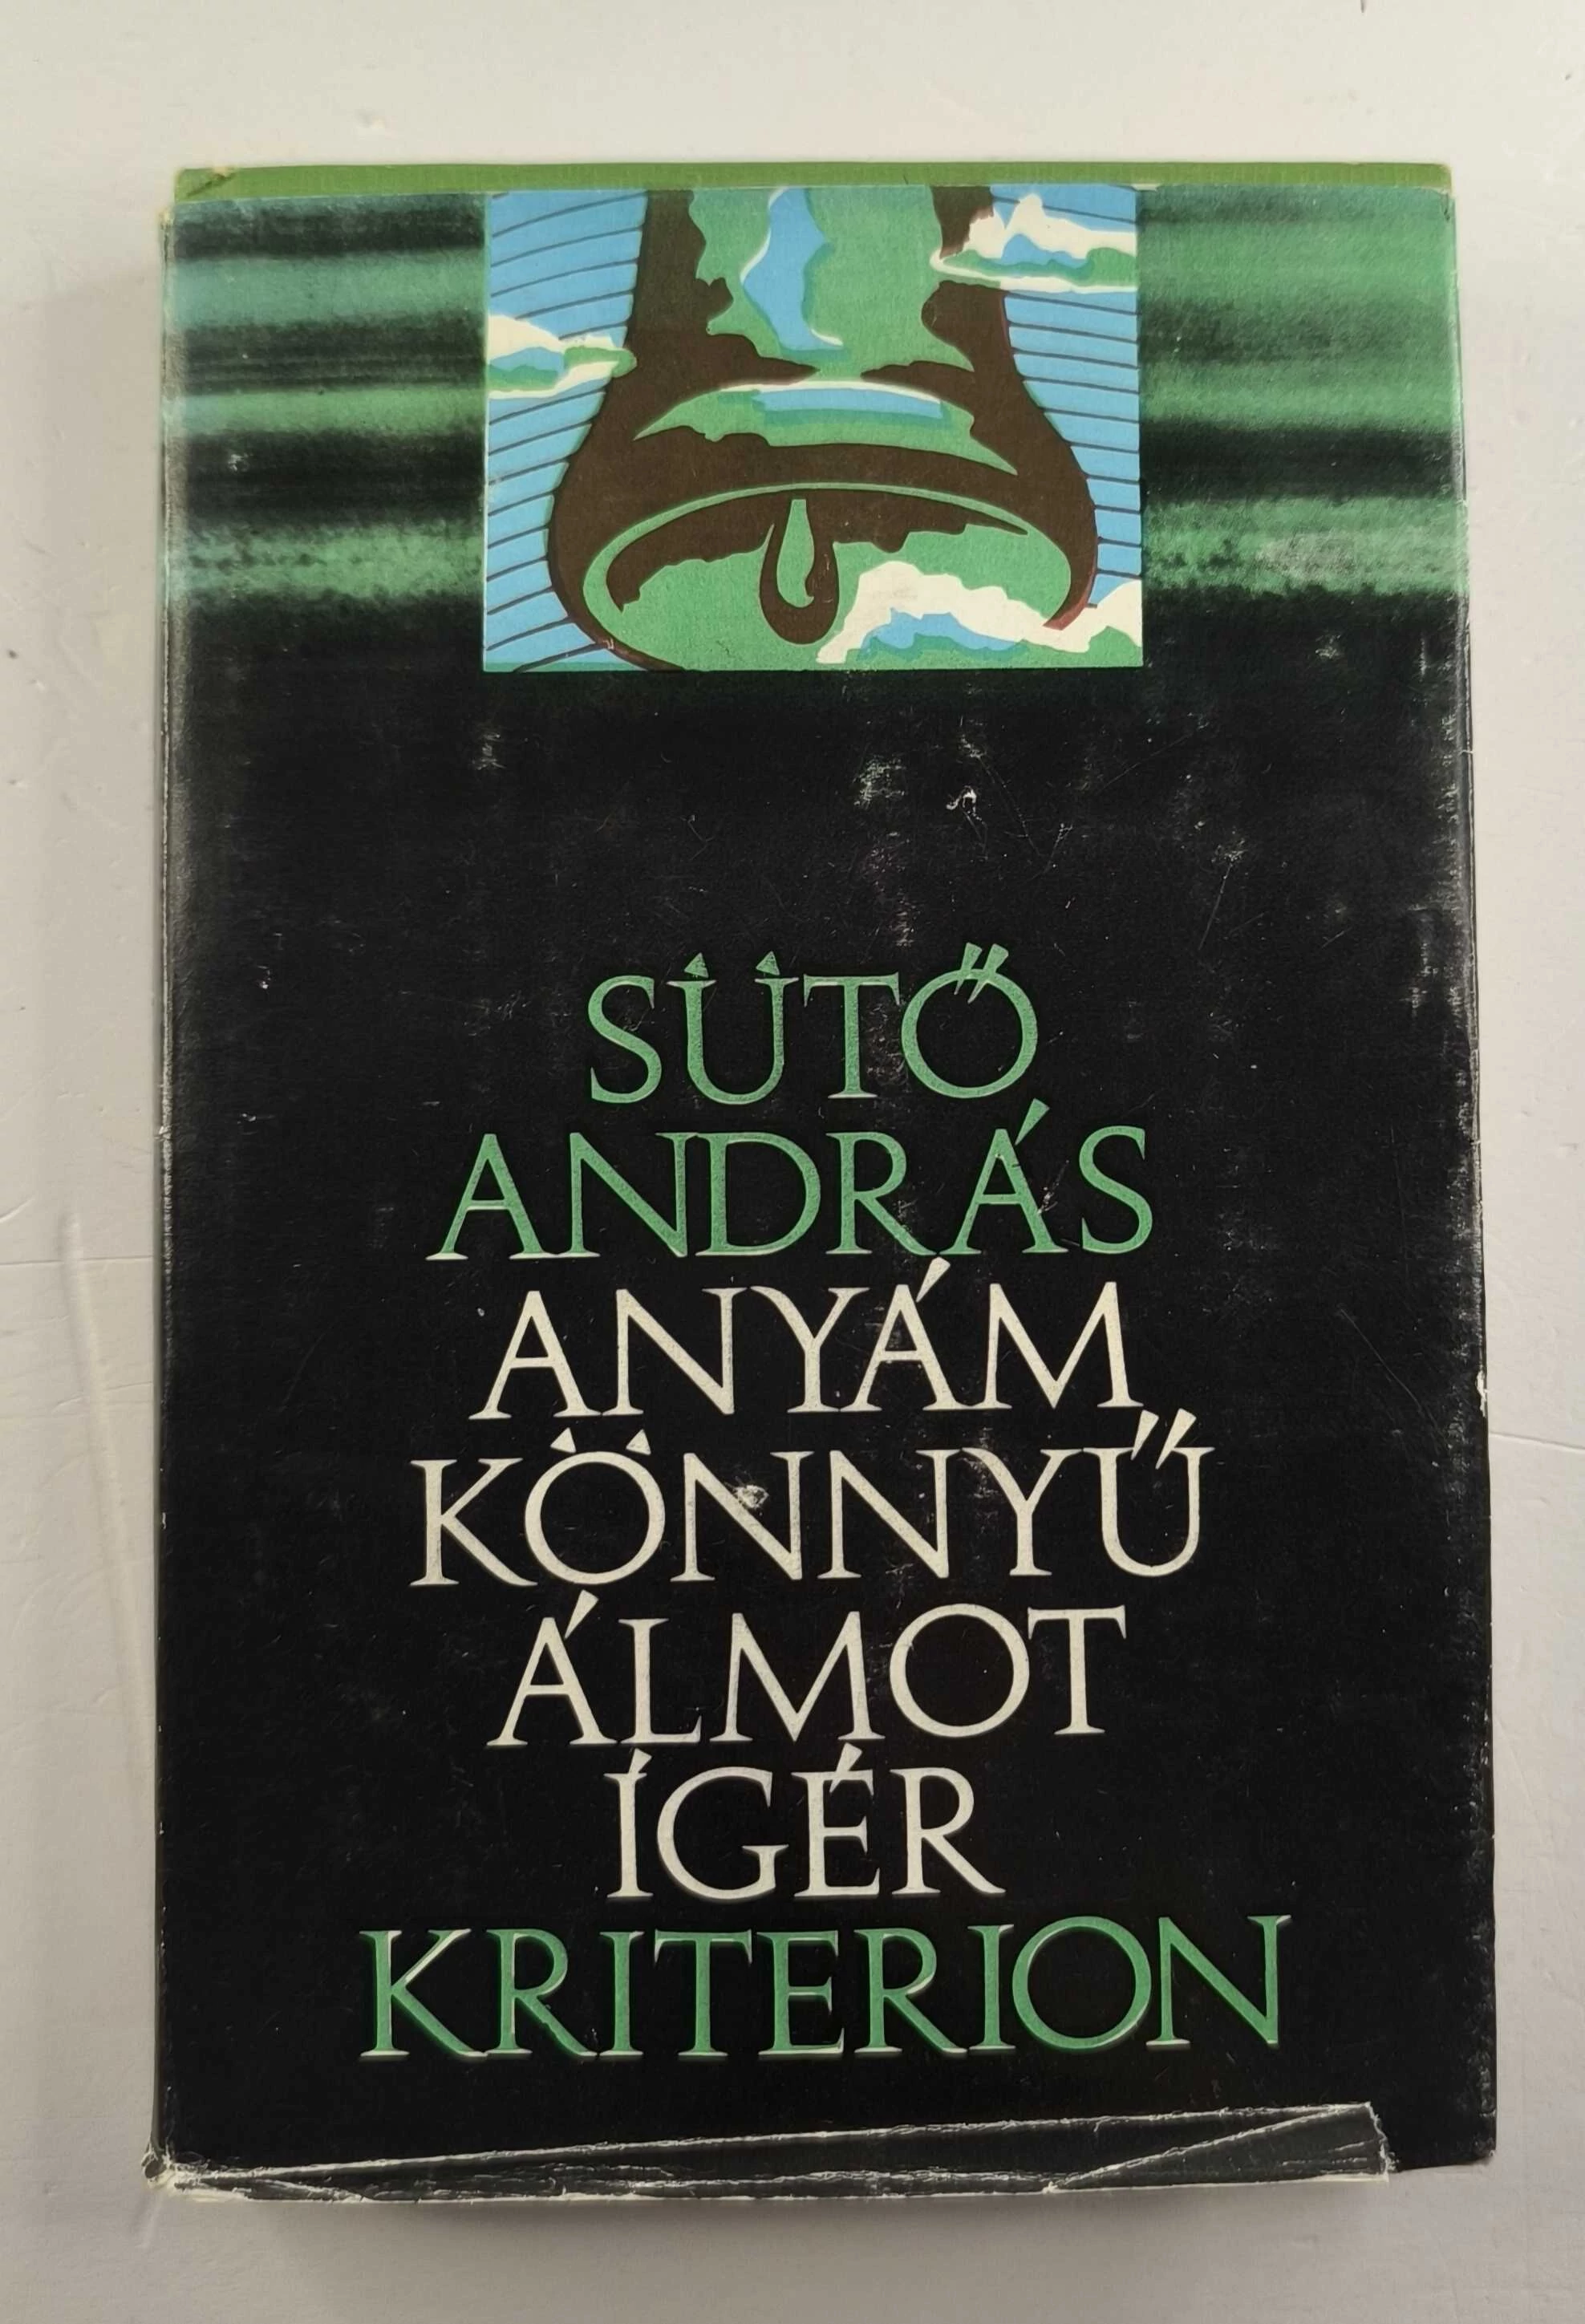 SÜTŐ
ANDRÁS
ANYÁM
KÖNNYŰ
ÁLMOT
ÍGÉR
KRITERION